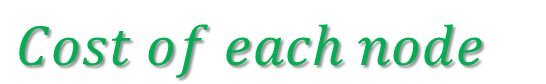 Cost of each node